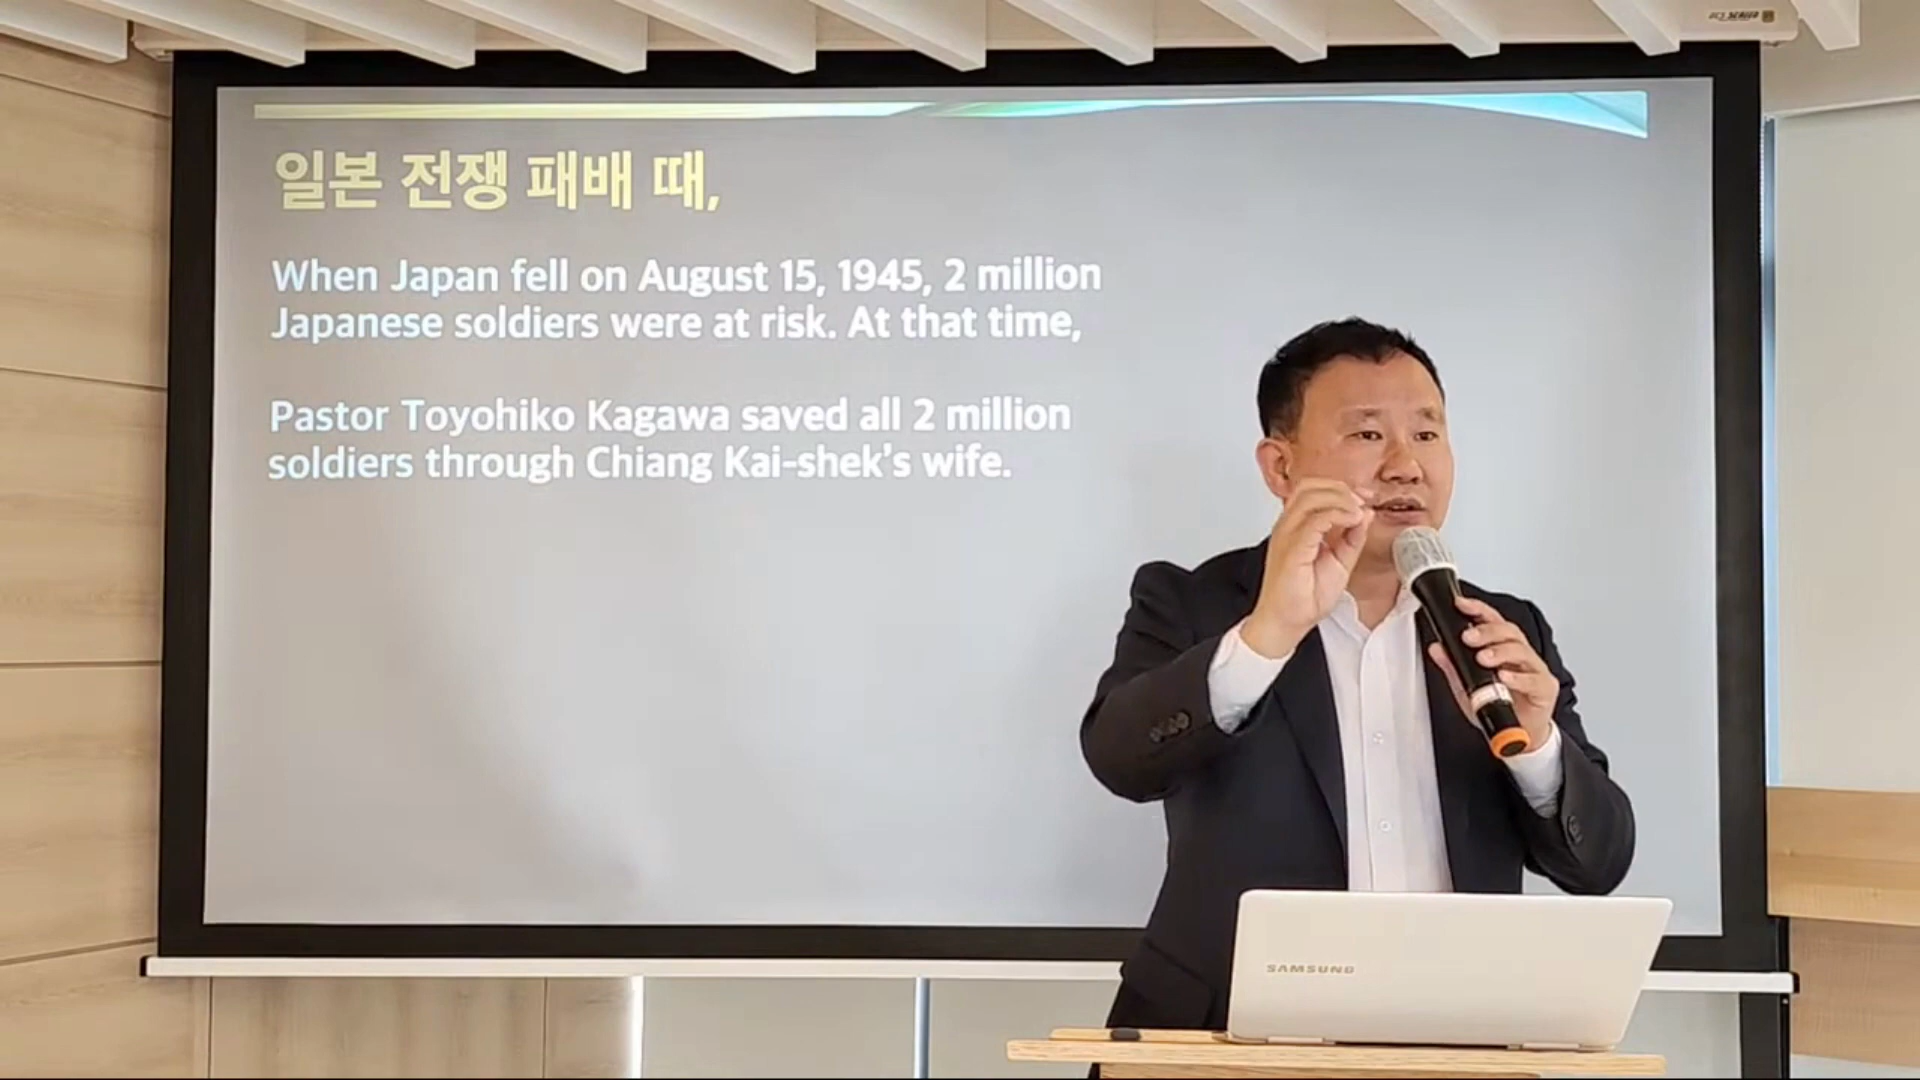 일본 전쟁 패배 때,
When Japan fell on August 15, 1945, 2 million
Japanese soldiers were at risk. At that time,
Pastor Toyohiko Kagawa saved all 2 million
soldiers through Chiang Kai-shek's wife.
SAMSUNG